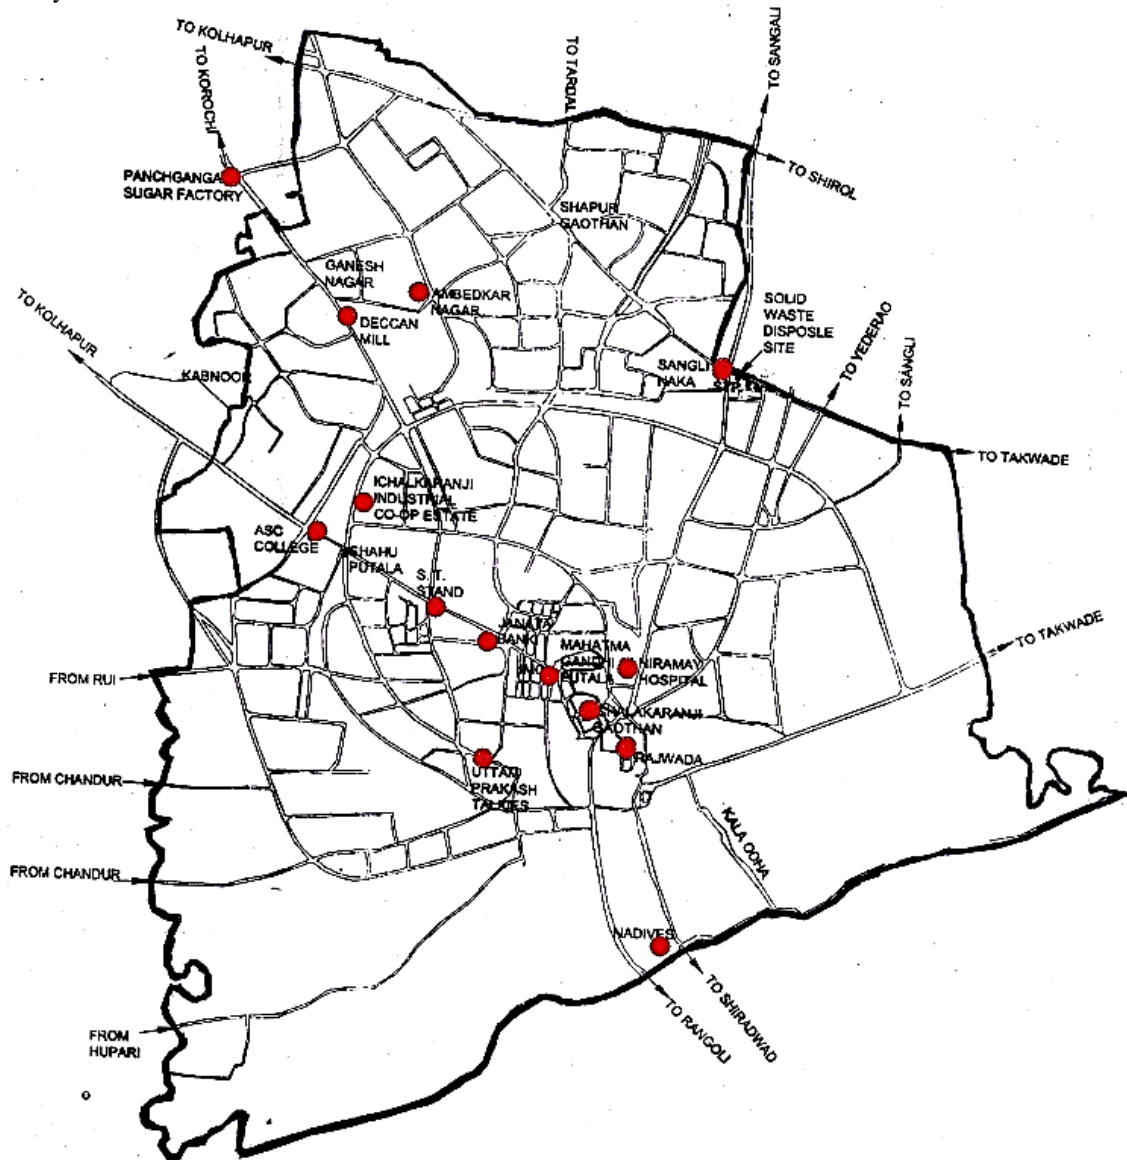 TO KOLHAPUR
TO KOROCHI
TO TARDAL
TO SANGALI
TO SHIROL
PANCHGANGA
SUGAR FACTORY
SHAPUR
GAOTHAN
GANESH
NAGAR
AMBEDKAR
NAGAR
DECCAN
MILL
SOLID
WASTE
DISPOSLE
SITE
TO YEDERAO
TO SANGLI
TO KOLHAPUR
KABNOOR
SANGLI
NAKA
TO TAKWADE
ICHALKARANJI
INDUSTRIAL
CO-OP ESTATE
ASC
COLLEGE
SHAHU
PUTALA
S.T.
STAND
JANATA
BANK
MAHATMA
GANDHI
PUTALA
NIRAMAY
HOSPITAL
TO TAKWADE
FROM RUI
GAOTHAN
RAJWADA
FROM CHANDUR
UTTAM
PRAKASH
TALKIES
KALA ODHA
FROM CHANDUR
NADIVES
TO SHIRADWAD
TO RANGOLI
FROM
HUPARI